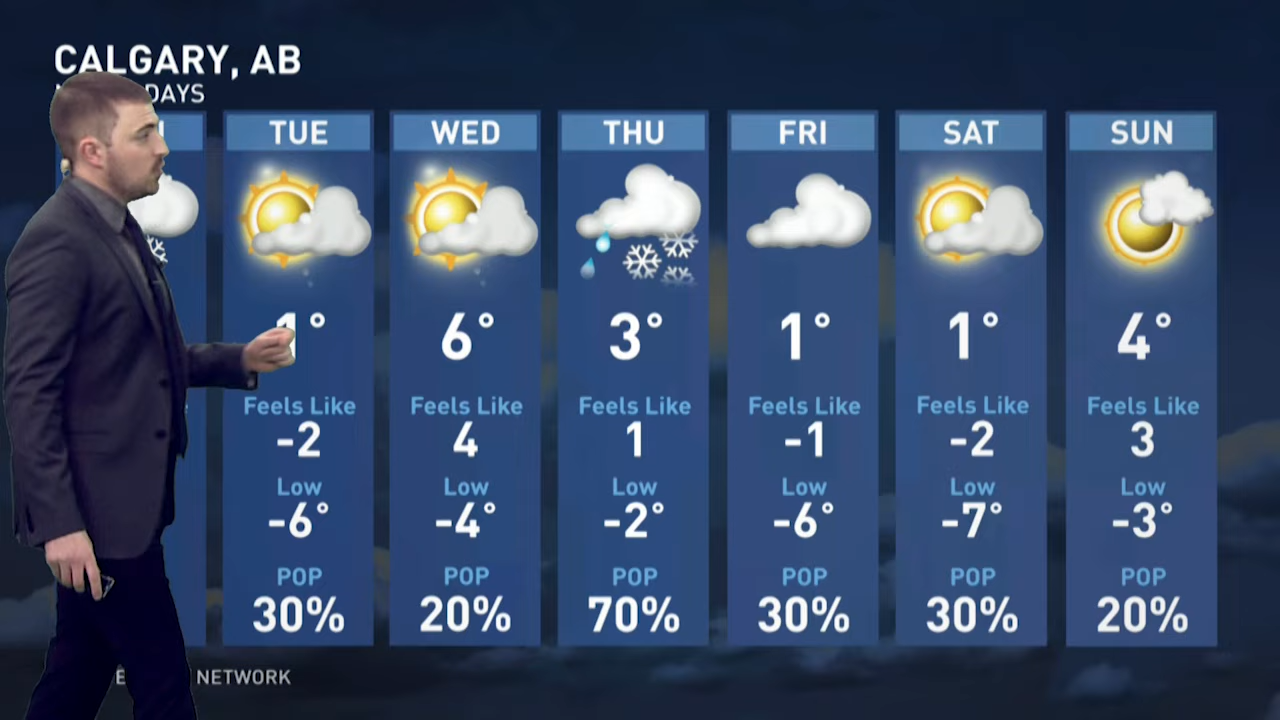 CALGARY, AB
DAYS
TUE WED THU FRI SAT SUN
1° 6° 3° 1° 1° 4°
Feels Like Feels Like Feels Like Feels Like Feels Like Feels Like
-2 4 1 -1 -2 3
Low Low Low Low Low Low
-6° -4° -2° -6° -7° -3°
POP POP POP POP POP POP
30% 20% 70% 30% 30% 20%
NETWORK